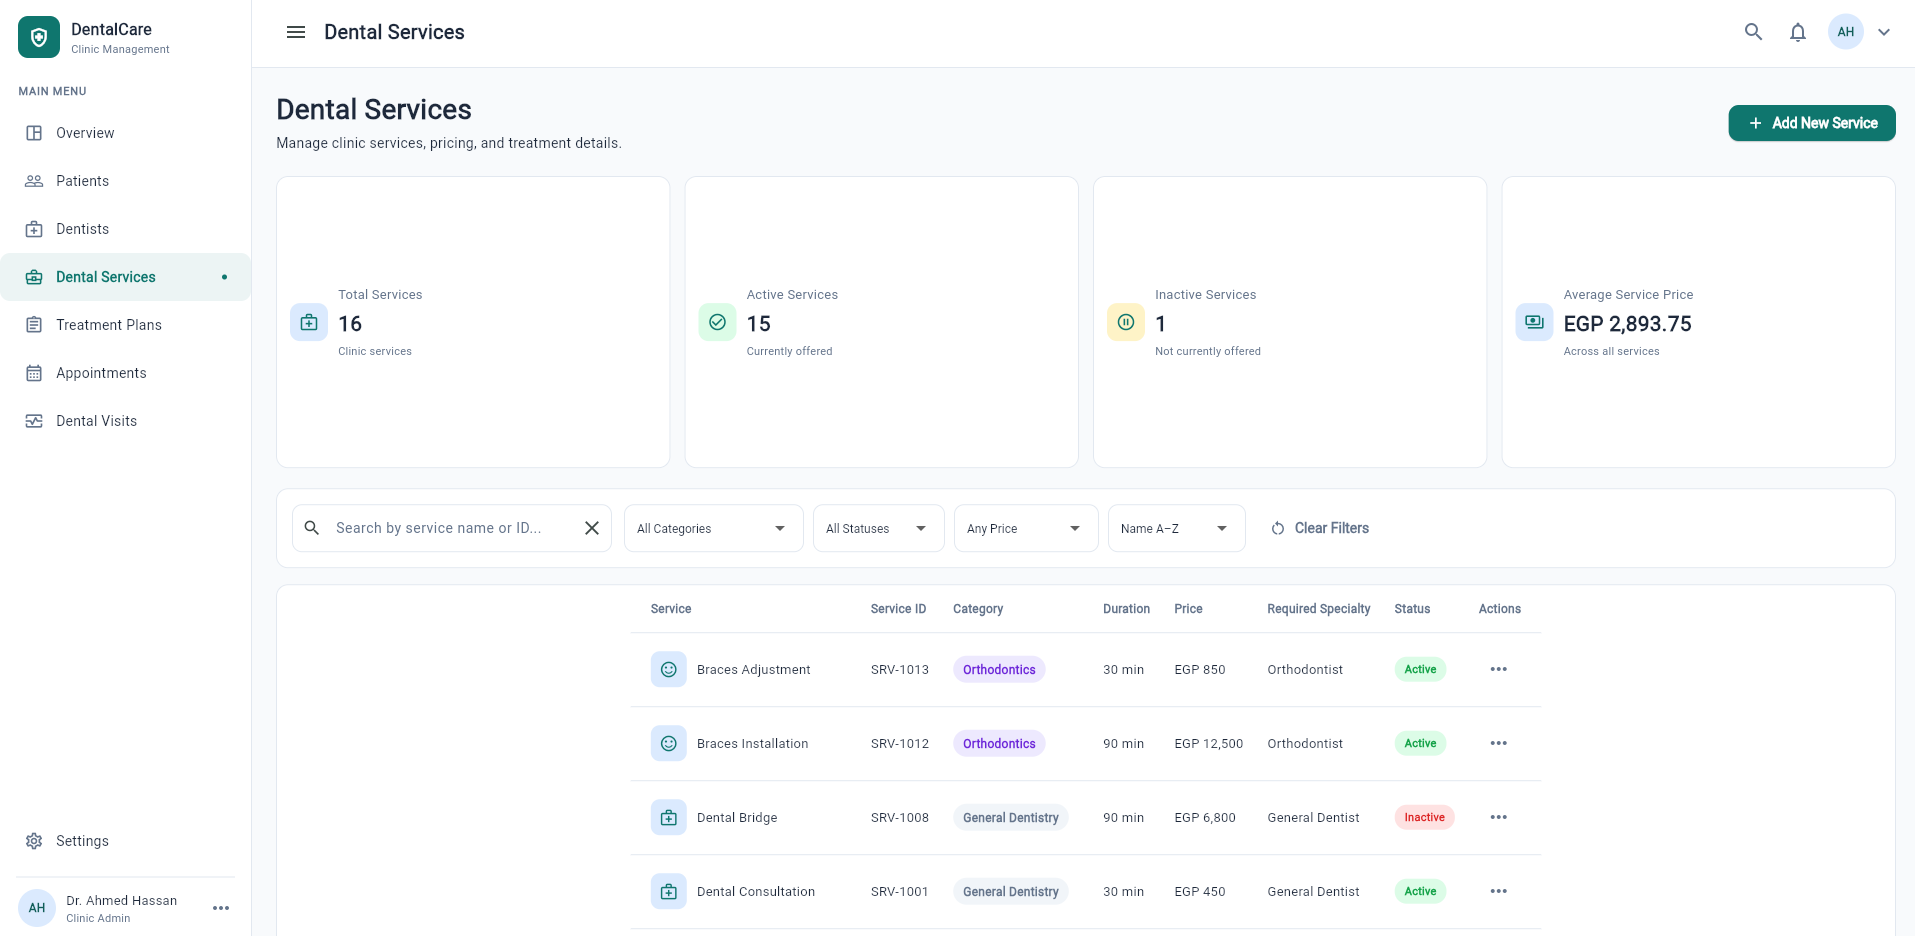 DentalCare
Clinic Management
MAIN MENU
Overview
Patients
Dentists
Dental Services
Treatment Plans
Appointments
Dental Visits
Settings
AH
Dr. Ahmed Hassan
Clinic Admin
Dental Services
AH
Dental Services
Manage clinic services, pricing, and treatment details.
Add New Service
Total Services
16
Clinic services
Active Services
15
Currently offered
Inactive Services
1
Not currently offered
Average Service Price
EGP 2,893.75
Across all services
Search by service name or ID...
All Categories
All Statuses
Any Price
Name A–Z
Clear Filters
Service Service ID Category Duration Price Required Specialty Status Actions
Braces Adjustment SRV-1013 Orthodontics 30 min EGP 850 Orthodontist Active
Braces Installation SRV-1012 Orthodontics 90 min EGP 12,500 Orthodontist Active
Dental Bridge SRV-1008 General Dentistry 90 min EGP 6,800 General Dentist Inactive
Dental Consultation SRV-1001 General Dentistry 30 min EGP 450 General Dentist Active